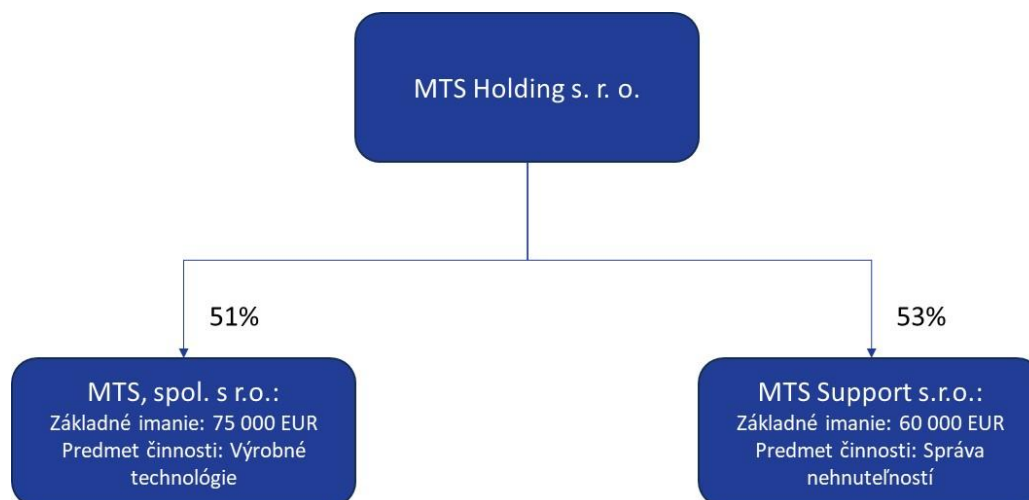 MTS Holding s. r. o.
51%
53%
MTS, spol. s r.o.:
Základné imanie: 75 000 EUR
Predmet činnosti: Výrobné
technológie
MTS Support s.r.o.:
Základné imanie: 60 000 EUR
Predmet činnosti: Správa
nehnuteľností